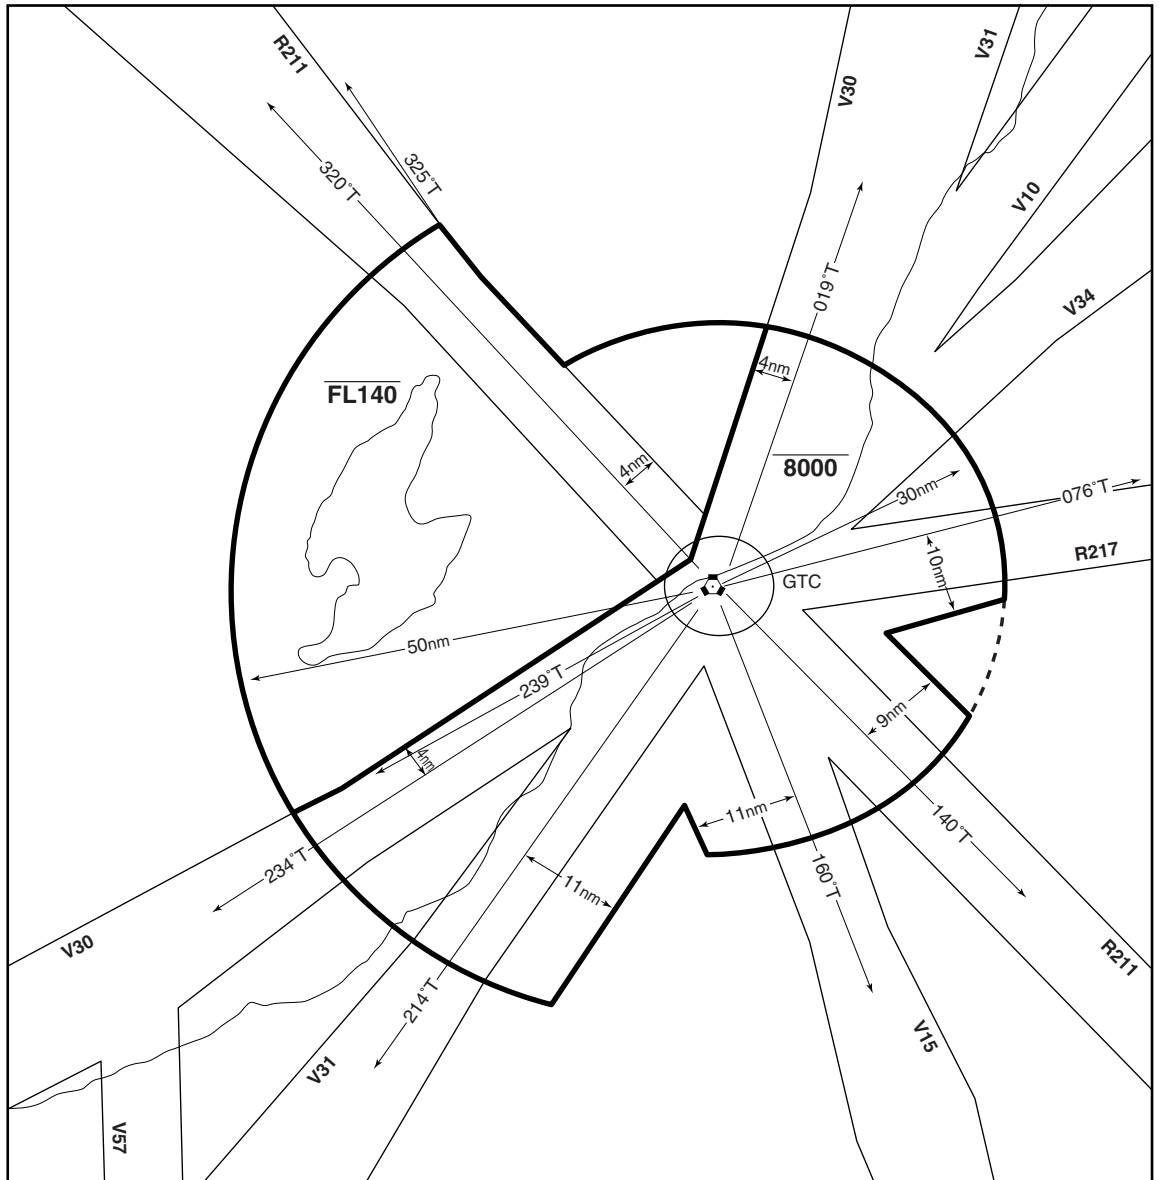 R211
V31
V30
325°T
320°T
V10
019°T
V34
4nm
FL140
8000
4nm
30nm
076°T
R217
10nm
GTC
50nm
239°T
9nm
4nm
11nm
140°T
234°T
160°T
11nm
V30
R211
214°T
V15
V31
V57